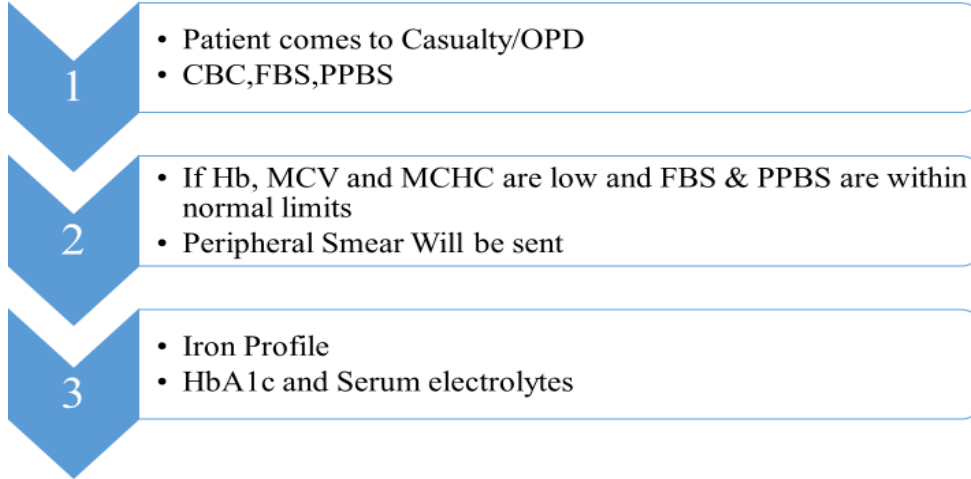 1
• Patient comes to Casualty/OPD
• CBC,FBS,PPBS
2
• If Hb, MCV and MCHC are low and FBS & PPBS are within
normal limits
• Peripheral Smear Will be sent
3
• Iron Profile
• HbA1c and Serum electrolytes